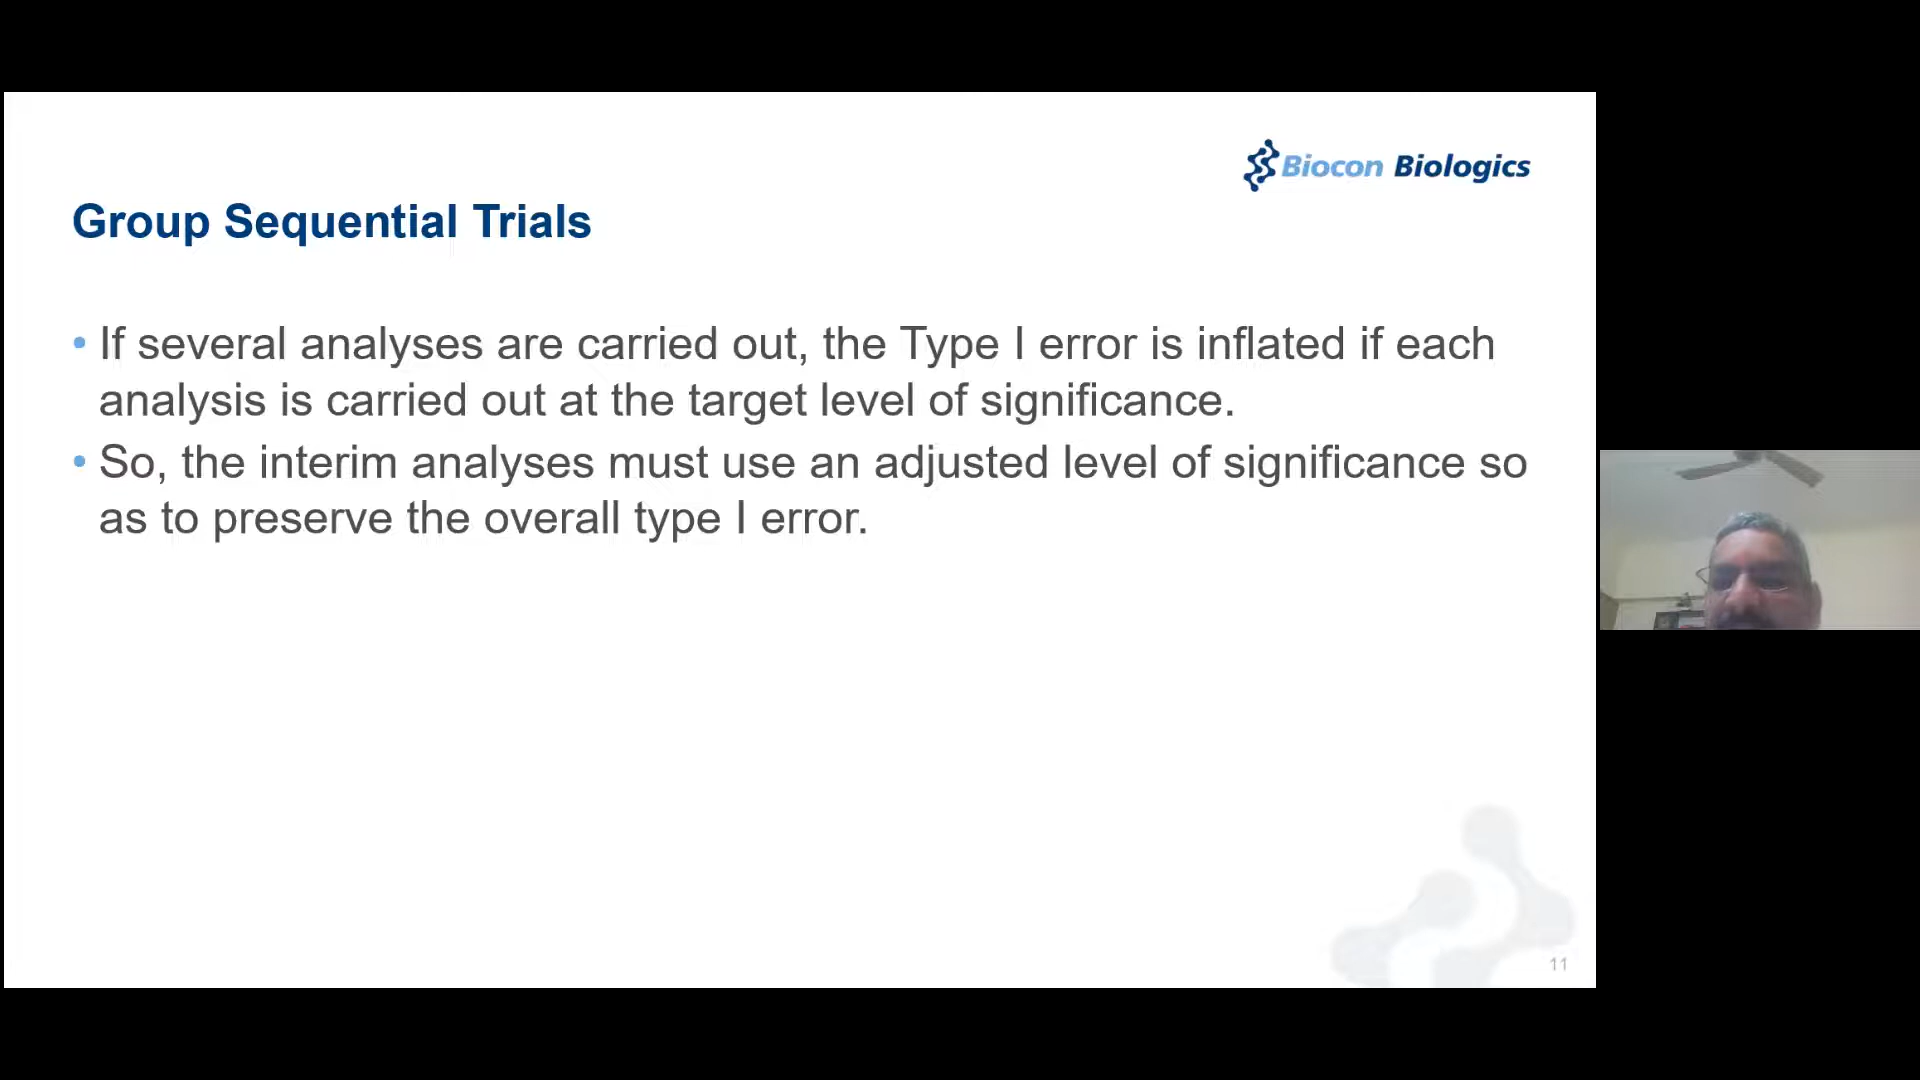 Biocon Biologics
Group Sequential Trials
• If several analyses are carried out, the Type I error is inflated if each
analysis is carried out at the target level of significance.
• So, the interim analyses must use an adjusted level of significance so
as to preserve the overall type I error.
11